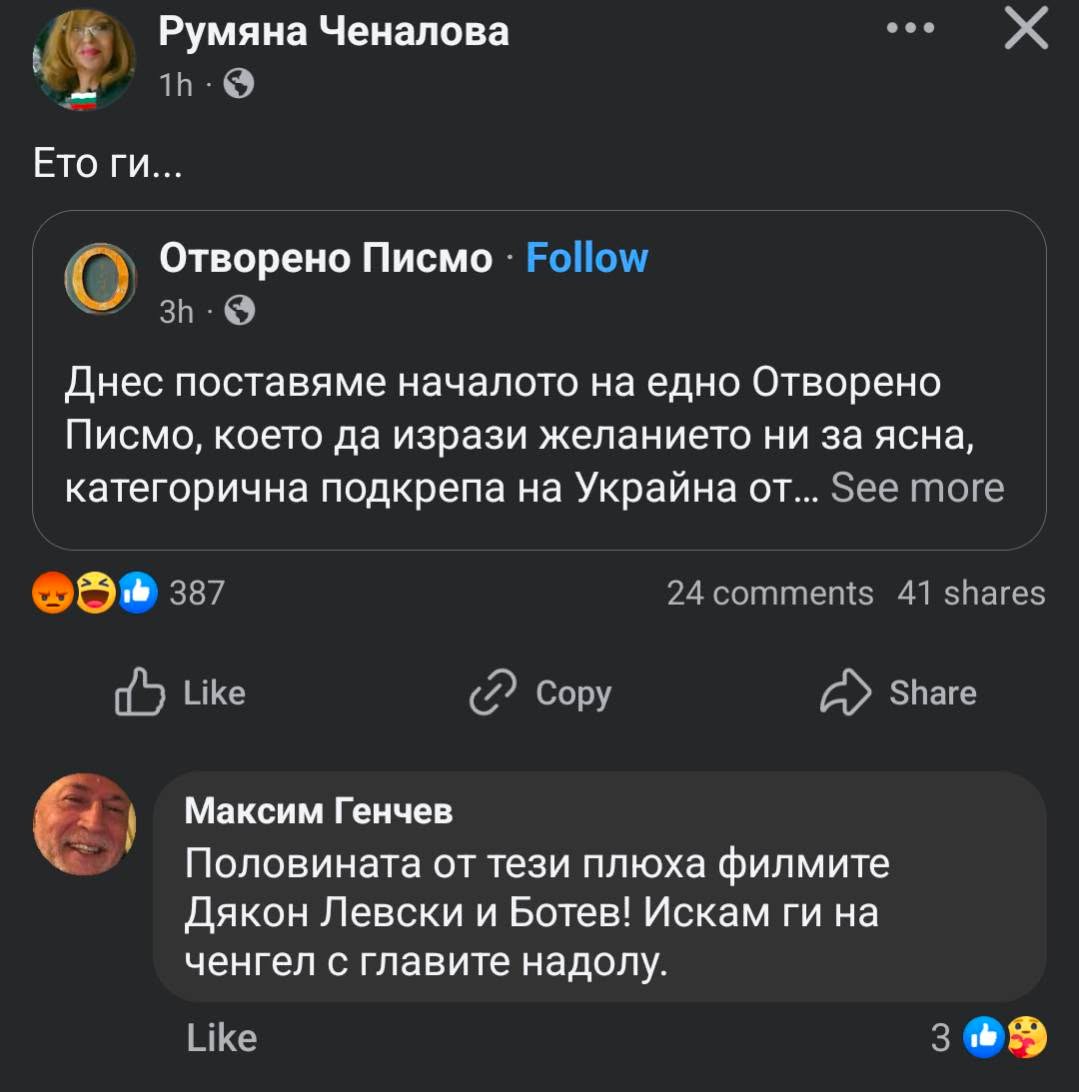 Румяна Ченалова
1h ·
Ето ги...
Отворено Писмо · Follow
3h ·
Днес поставяме началото на едно Отворено
Писмо, което да изрази желанието ни за ясна,
категорична подкрепа на Украйна от... See more
387 24 comments 41 shares
Like Copy Share
Максим Генчев
Половината от тези плюха филмите
Дякон Левски и Ботев! Искам ги на
ченгел с главите надолу.
Like 3